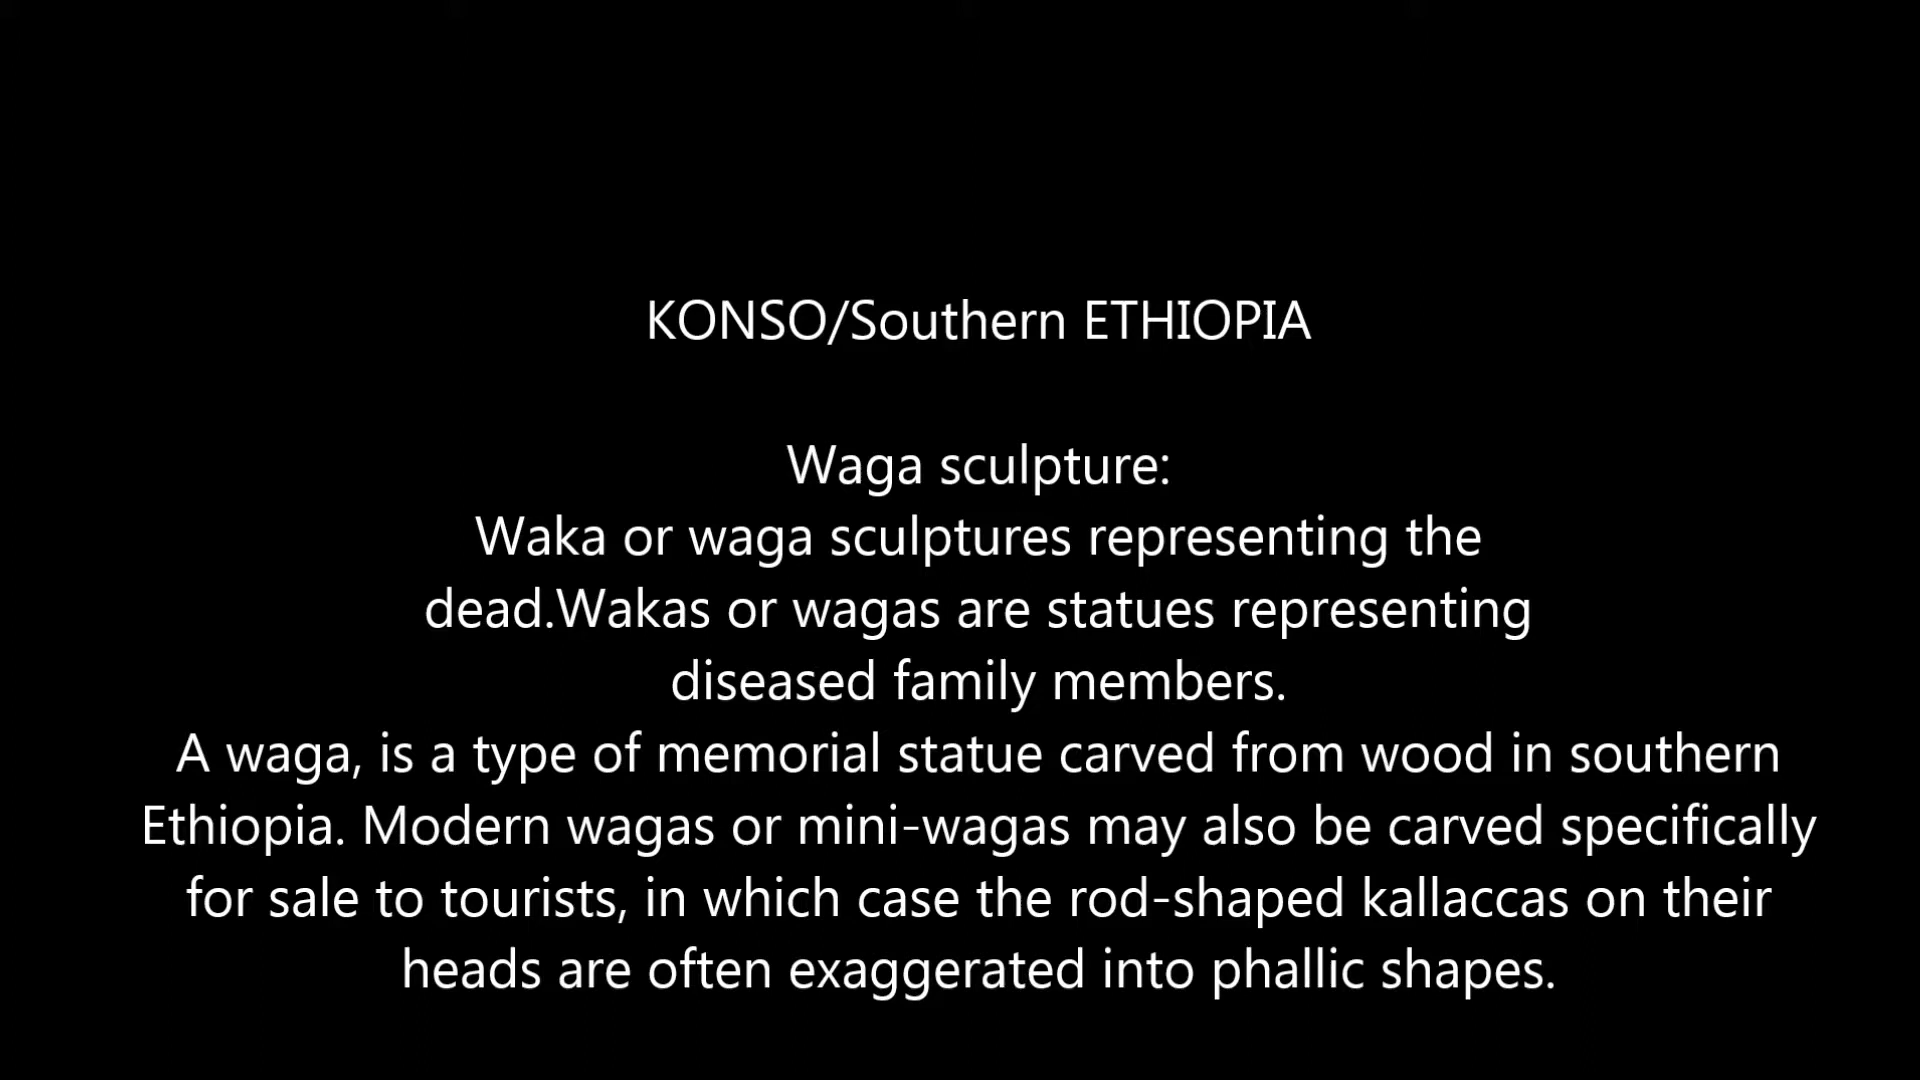 KONSO/Southern ETHIOPIA
Waga sculpture:
Waka or waga sculptures representing the
dead.Wakas or wagas are statues representing
diseased family members.
A waga, is a type of memorial statue carved from wood in southern
Ethiopia. Modern wagas or mini-wagas may also be carved specifically
for sale to tourists, in which case the rod-shaped kallaccas on their
heads are often exaggerated into phallic shapes.